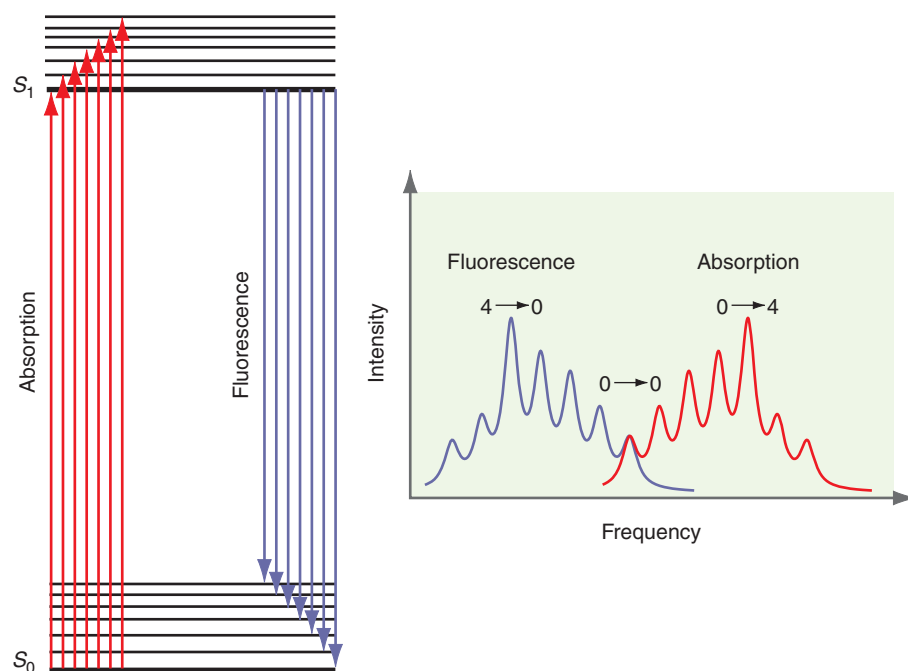 S1
Absorption
Fluorescence
S0
Intensity
Fluorescence
Absorption
4 → 0
0 → 4
0 → 0
Frequency